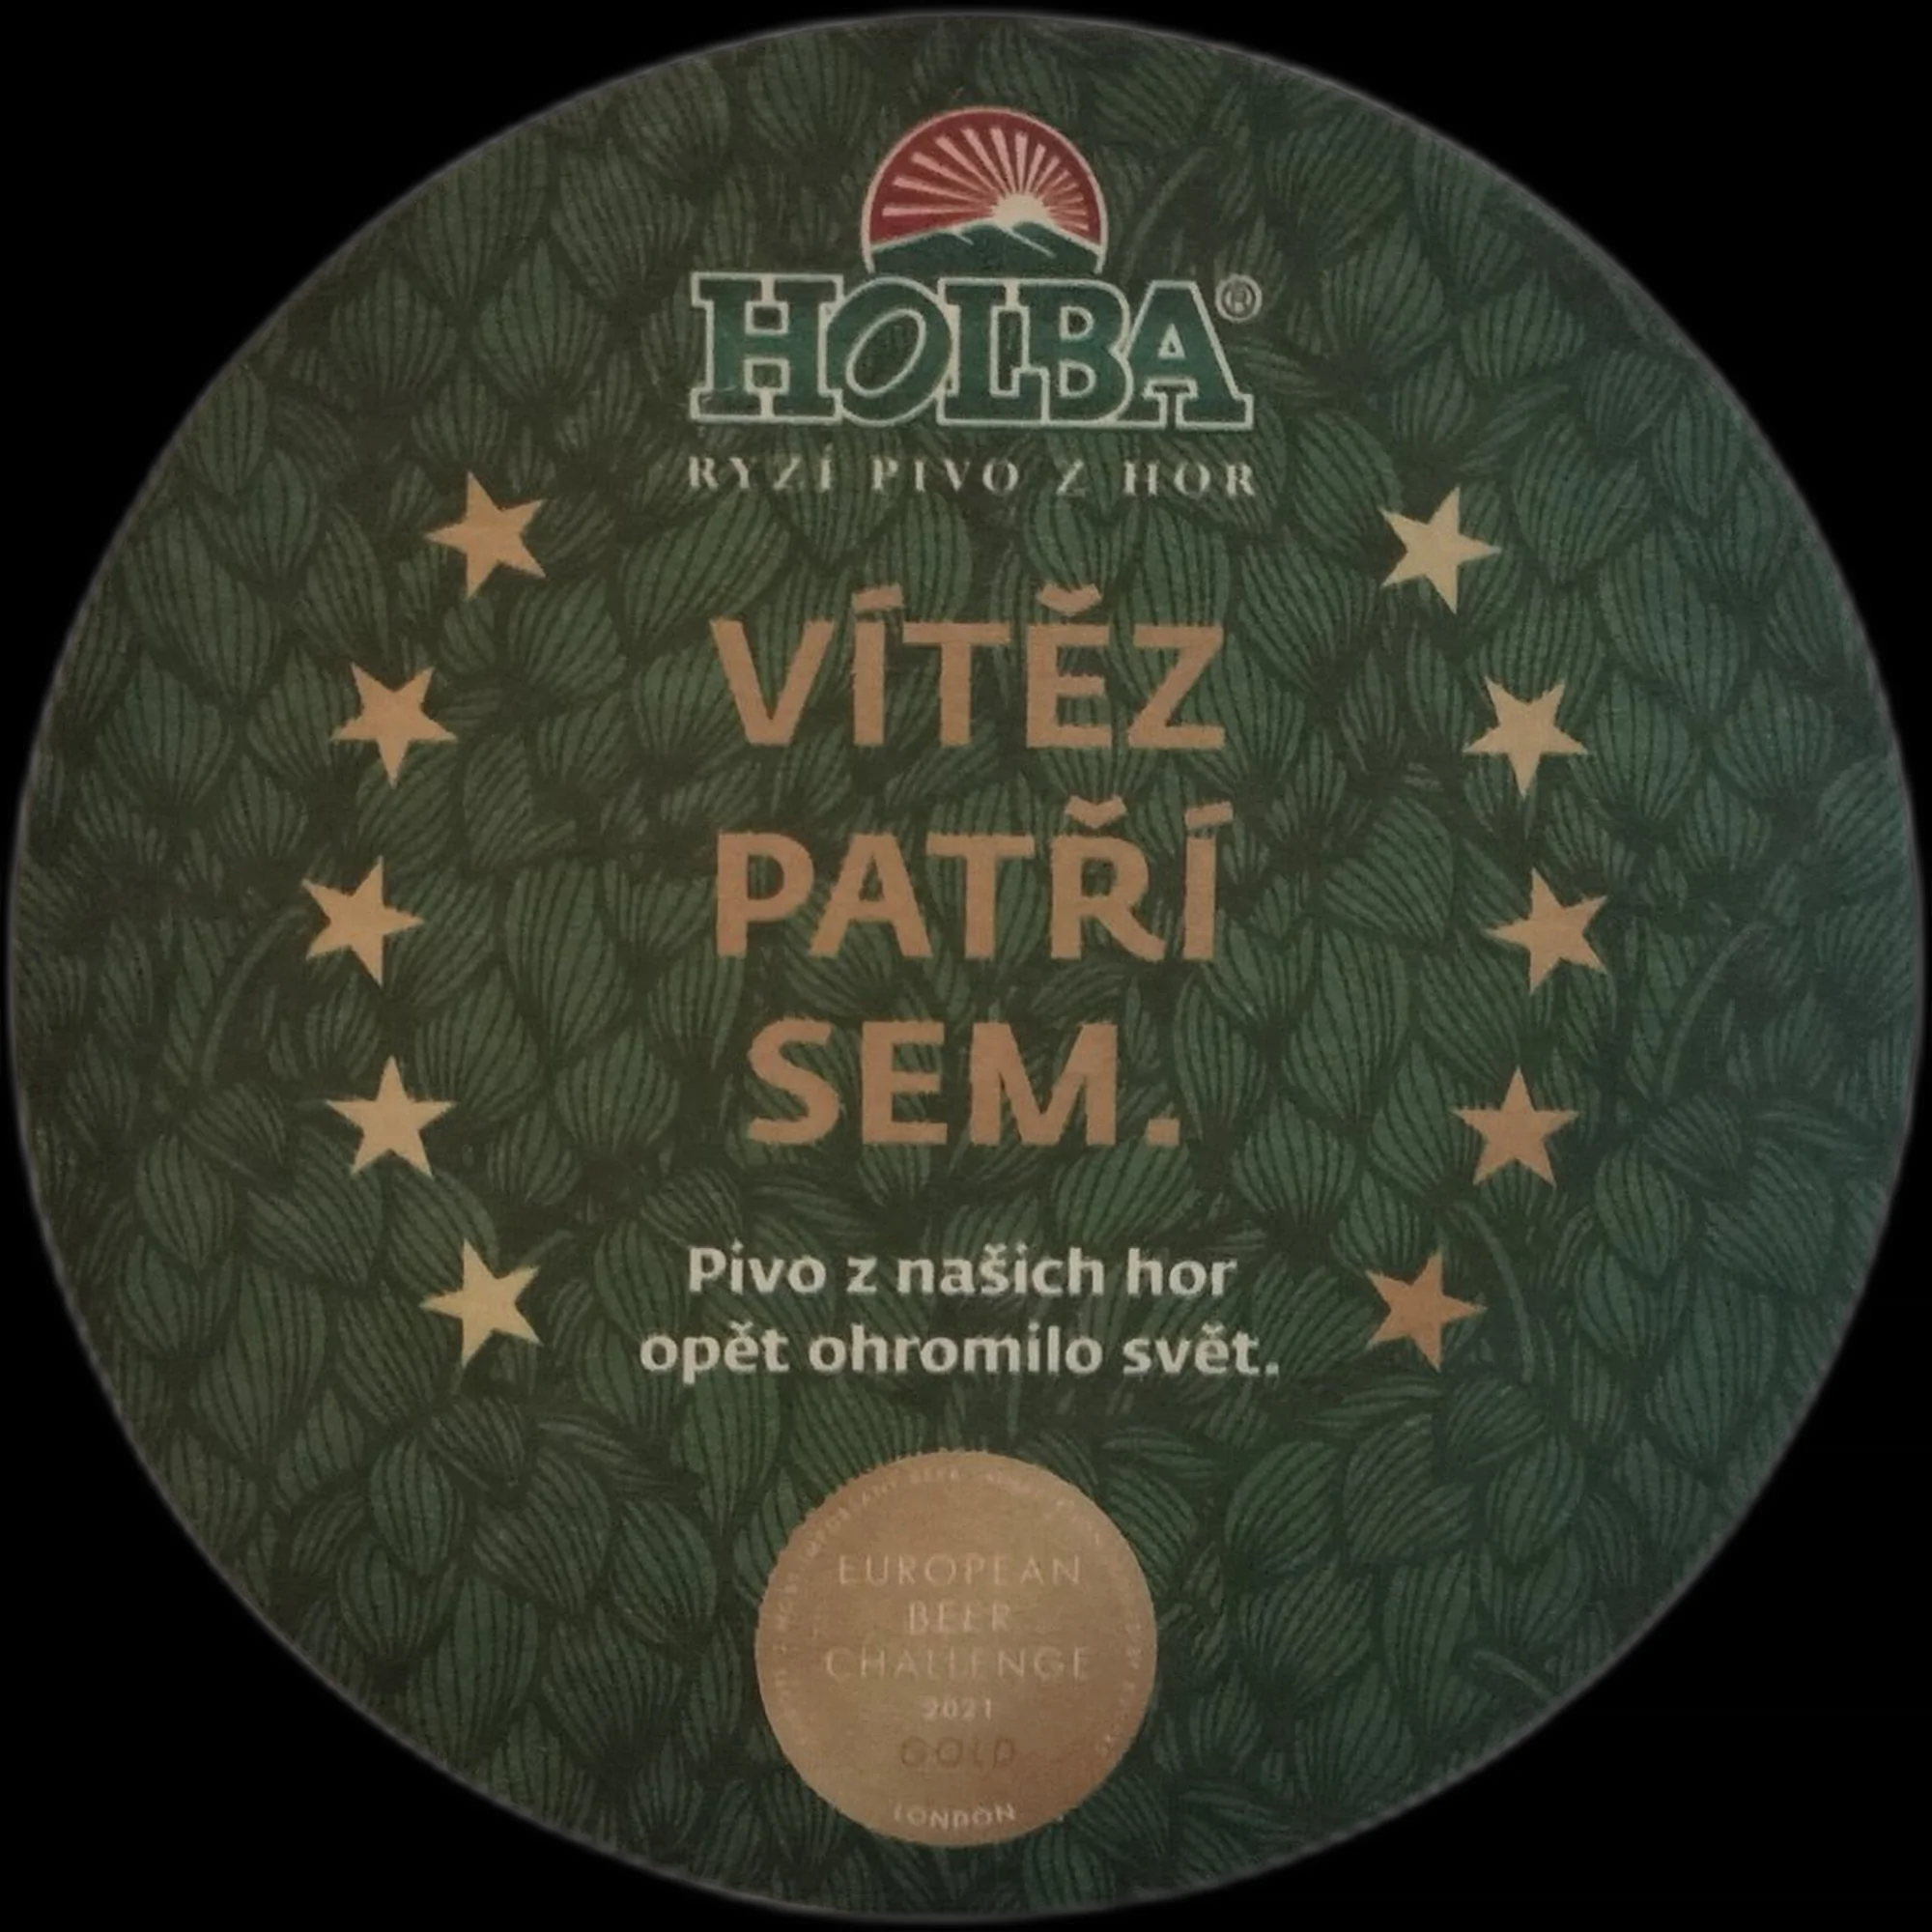 HOLBA®
RYZÍ PIVO Z HOR
VÍTĚZ
PATŘÍ
SEM.
Pivo z našich hor
opět ohromilo svět.
EUROPEAN
BEER
CHALLENGE
2021
GOLD
LONDON